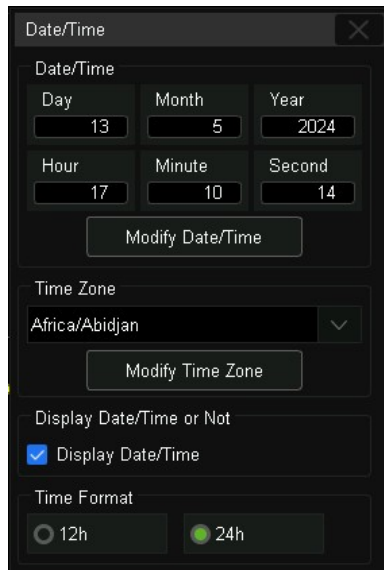 Date/Time
Date/Time
Day Month Year
13 5 2024
Hour Minute Second
17 10 14
Modify Date/Time
Time Zone
Africa/Abidjan
Modify Time Zone
Display Date/Time or Not
Display Date/Time
Time Format
12h 24h